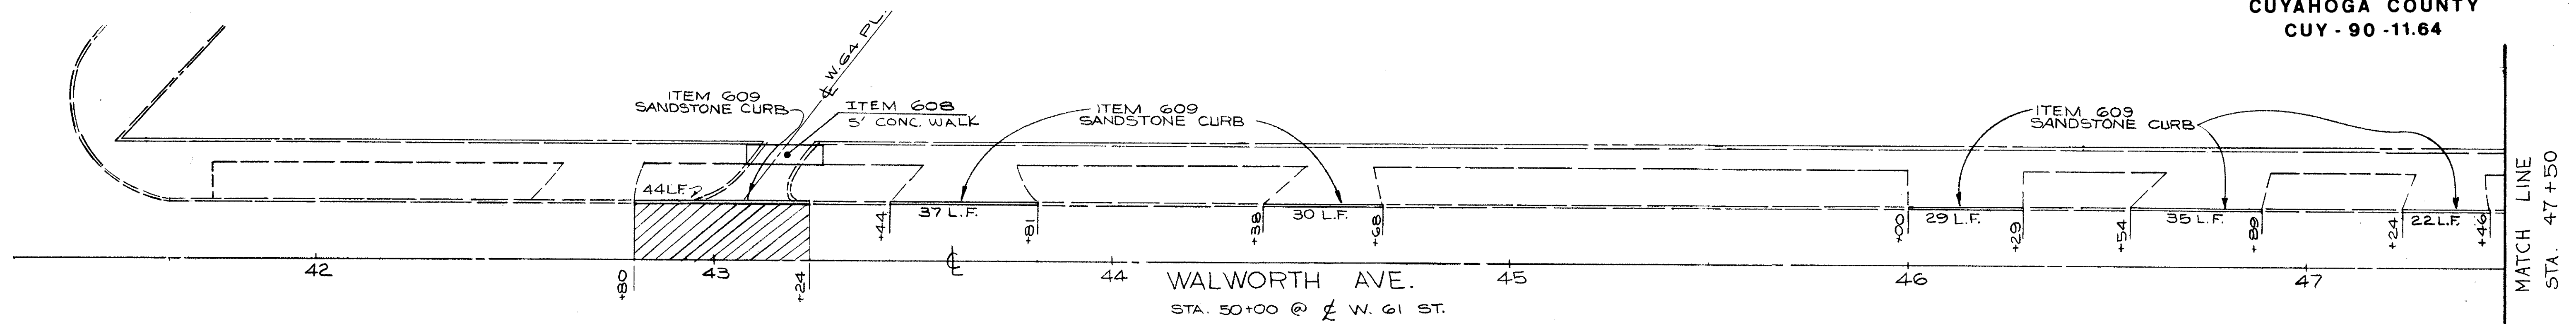 CUYAHOGA COUNTY
CUY - 90 - 11.64
℄ W. 64 PL.
ITEM 609
SANDSTONE CURB
ITEM 608
5' CONC. WALK
ITEM 609
SANDSTONE CURB
ITEM 609
SANDSTONE CURB
44 L.F.
+44
37 L.F.
+81
+38
30 L.F.
+68
+00
29 L.F.
+29
+54
35 L.F.
+89
+24
22 L.F.
+46
MATCH LINE
STA. 47+50
42
+80
43
+24
℄
44
45
46
47
WALWORTH AVE.
STA. 50+00 @ ℄ W. 61 ST.